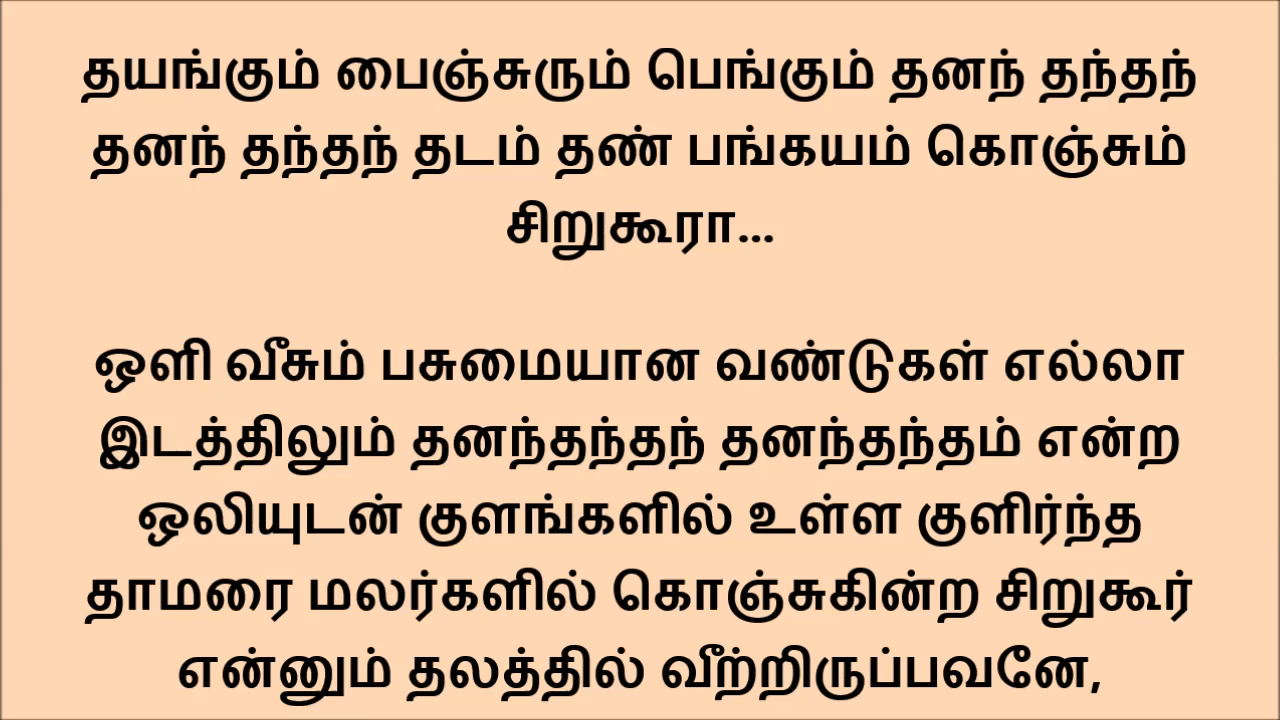 தயங்கும் பைஞ்சுரும் பெங்கும் தனந் தந்தந்
தனந் தந்தந் தடம் தண் பங்கயம் கொஞ்சும்
சிறுகூரா...
ஒளி வீசும் பசுமையான வண்டுகள் எல்லா
இடத்திலும் தனந்தந்தந் தனந்தந்தம் என்ற
ஒலியுடன் குளங்களில் உள்ள குளிர்ந்த
தாமரை மலர்களில் கொஞ்சுகின்ற சிறுகூர்
என்னும் தலத்தில் வீற்றிருப்பவனே,